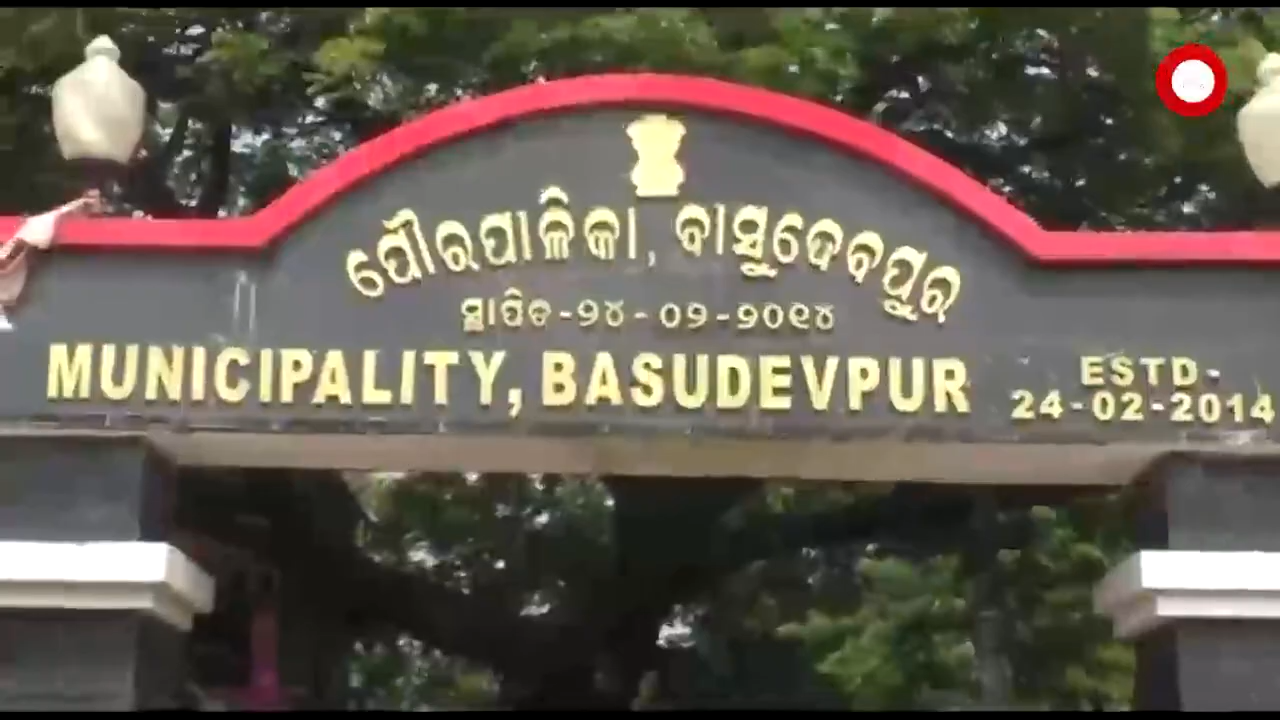 ପୌରପାଳିକା, ବାସୁଦେବପୁର
ସ୍ଥାପିତ-୨୪-୦୨-୨୦୧୪
MUNICIPALITY, BASUDEVPUR
ESTD-
24-02-2014